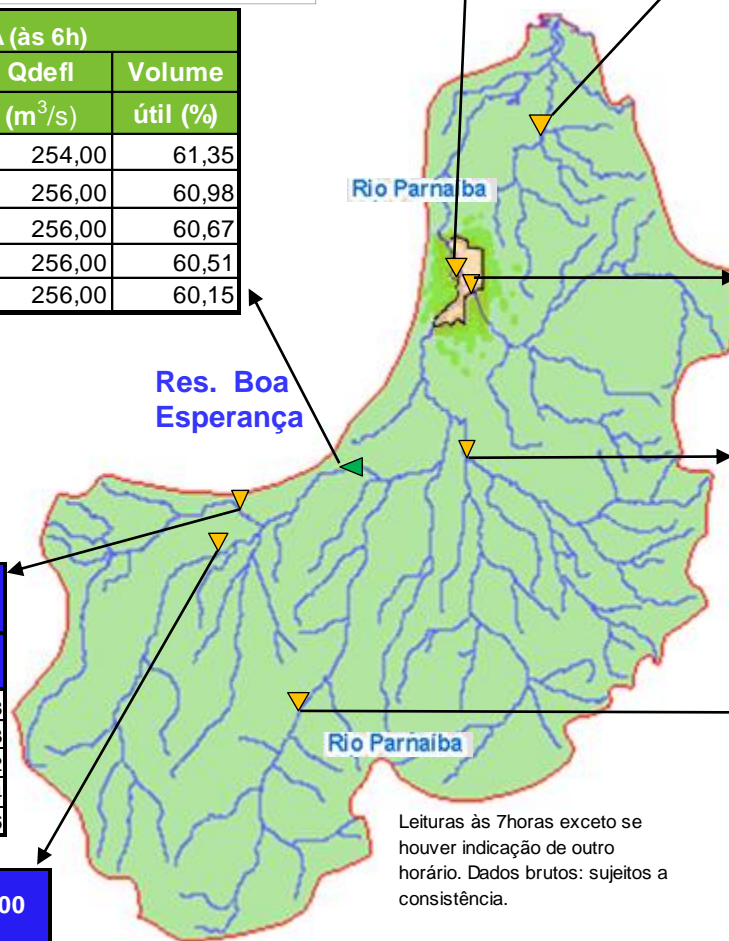 (às 6h)
Qdefl Volume
(m³/s) útil (%)
254,00 61,35
256,00 60,98
256,00 60,67
256,00 60,51
256,00 60,15
Rio Parnaíba
Res. Boa
Esperança
Rio Parnaíba
Leituras às 7horas exceto se
houver indicação de outro
horário. Dados brutos: sujeitos a
consistência.
00